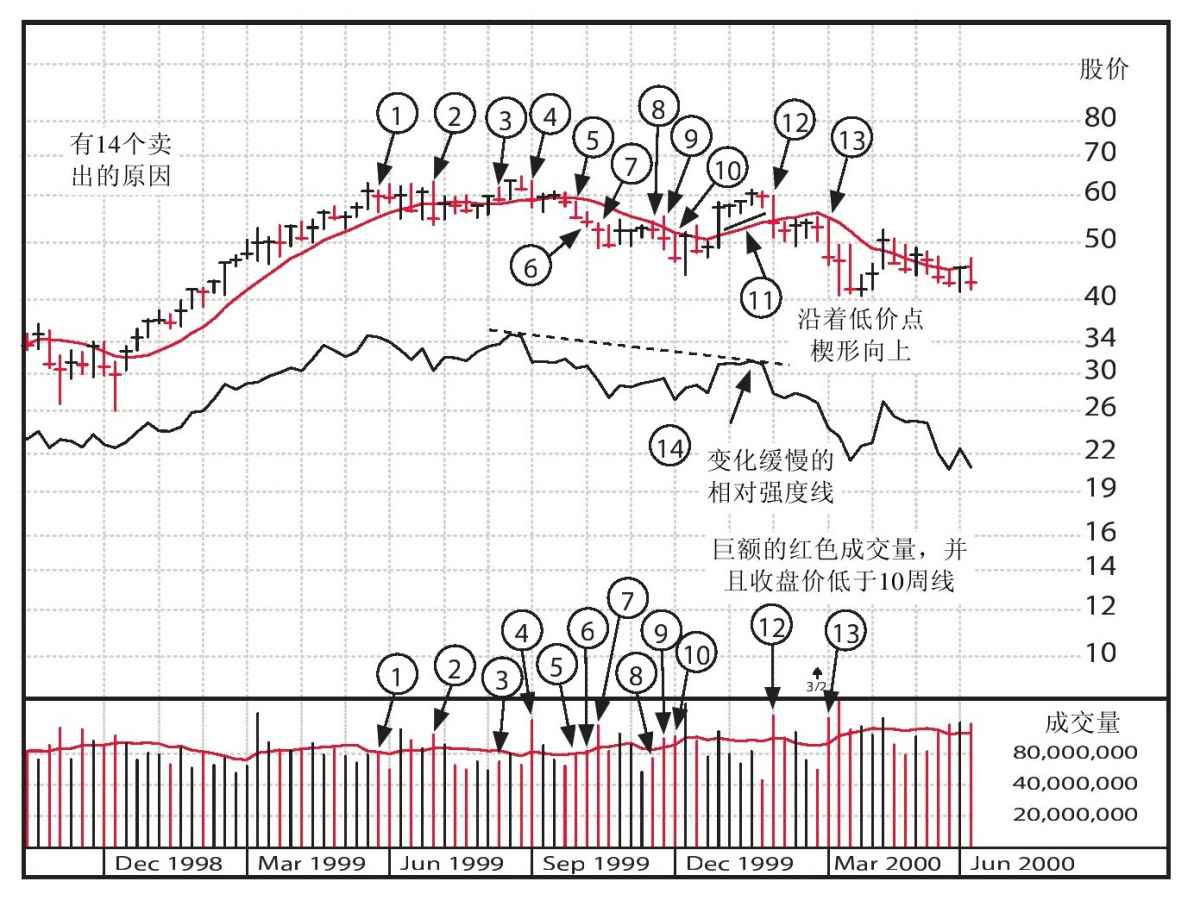 股价
有14个卖
出的原因
1
2
3
4
5
6
7
8
9
10
11
12
13
80
70
60
50
40
34
30
26
22
19
16
14
12
10
沿着低价点
楔形向上
14
变化缓慢的
相对强度线
巨额的红色成交量，并
且收盘价低于10周线
1
2
3
4
5
6
7
8
9
10
12
13
3/2
成交量
80,000,000
40,000,000
20,000,000
Dec 1998
Mar 1999
Jun 1999
Sep 1999
Dec 1999
Mar 2000
Jun 2000